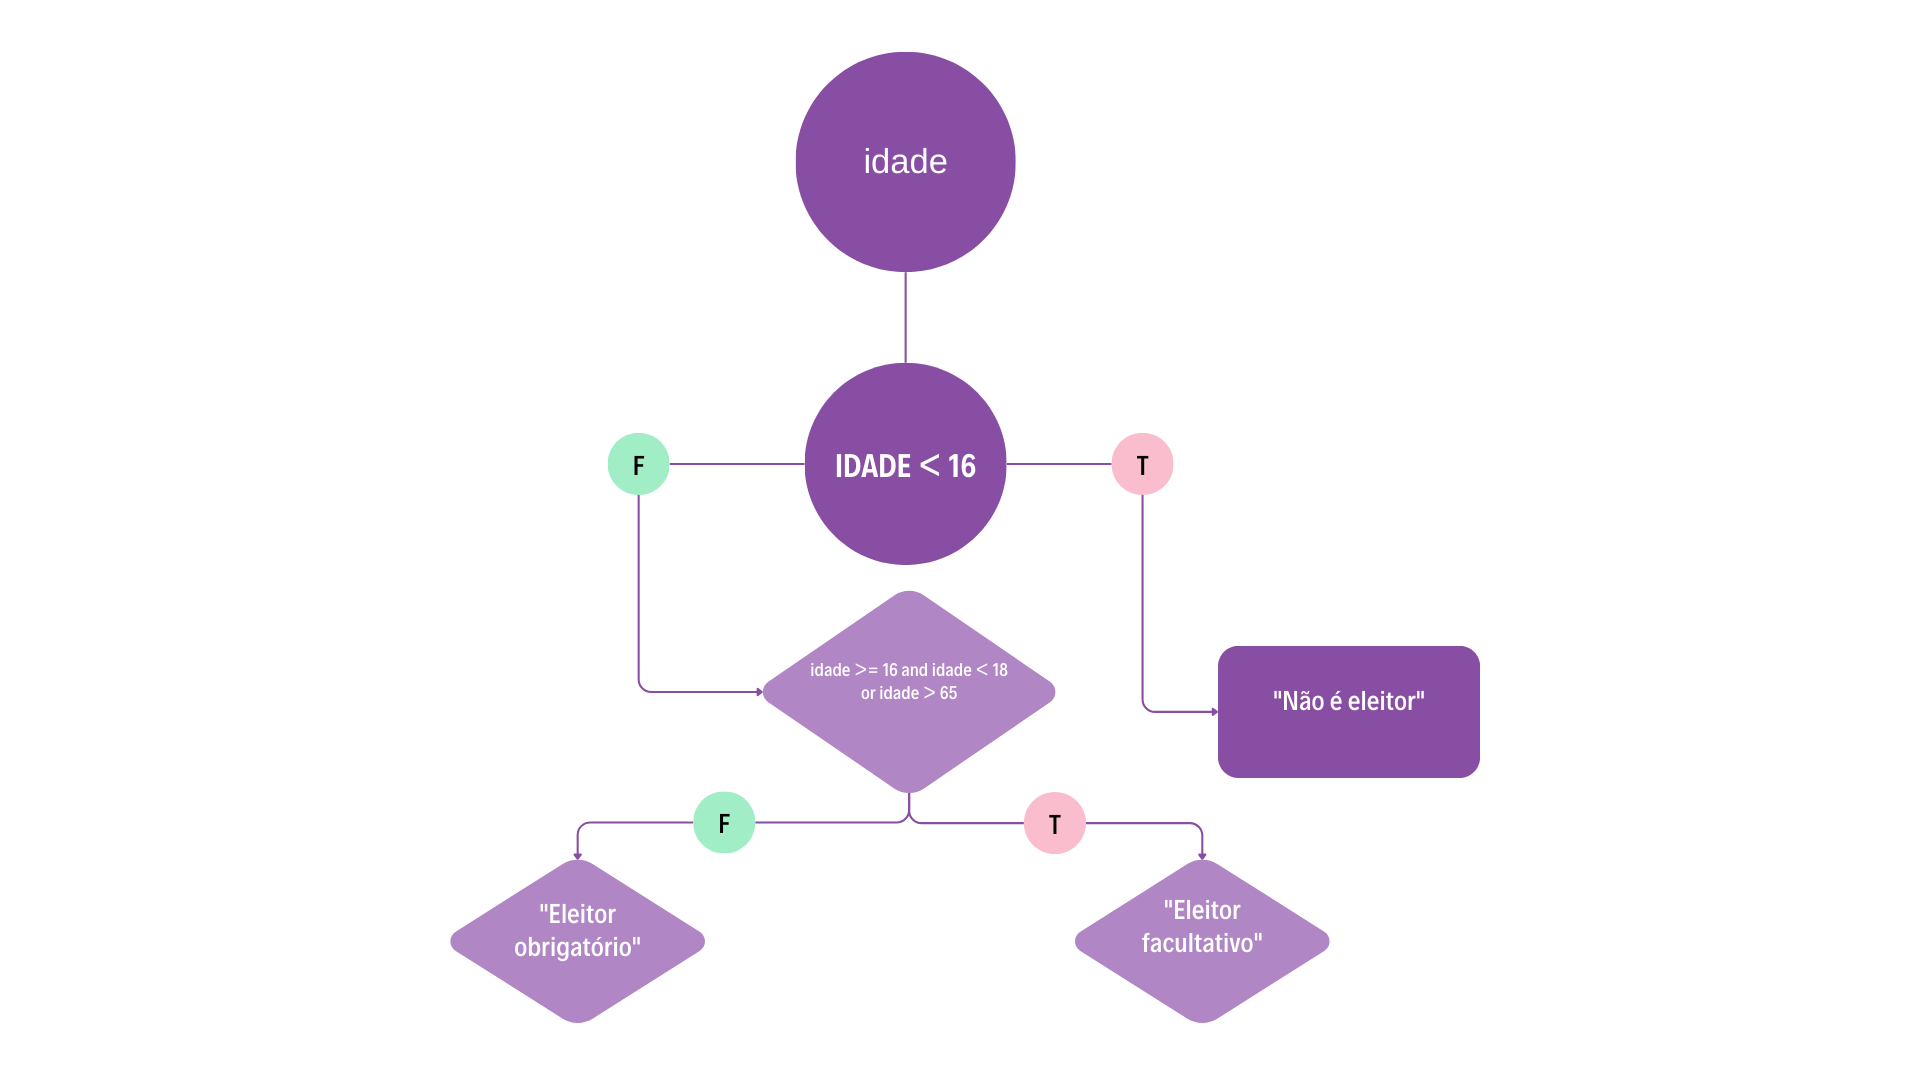 idade
F
IDADE < 16
T
idade >= 16 and idade < 18
or idade > 65
"Não é eleitor"
F
T
"Eleitor
obrigatório"
"Eleitor
facultativo"